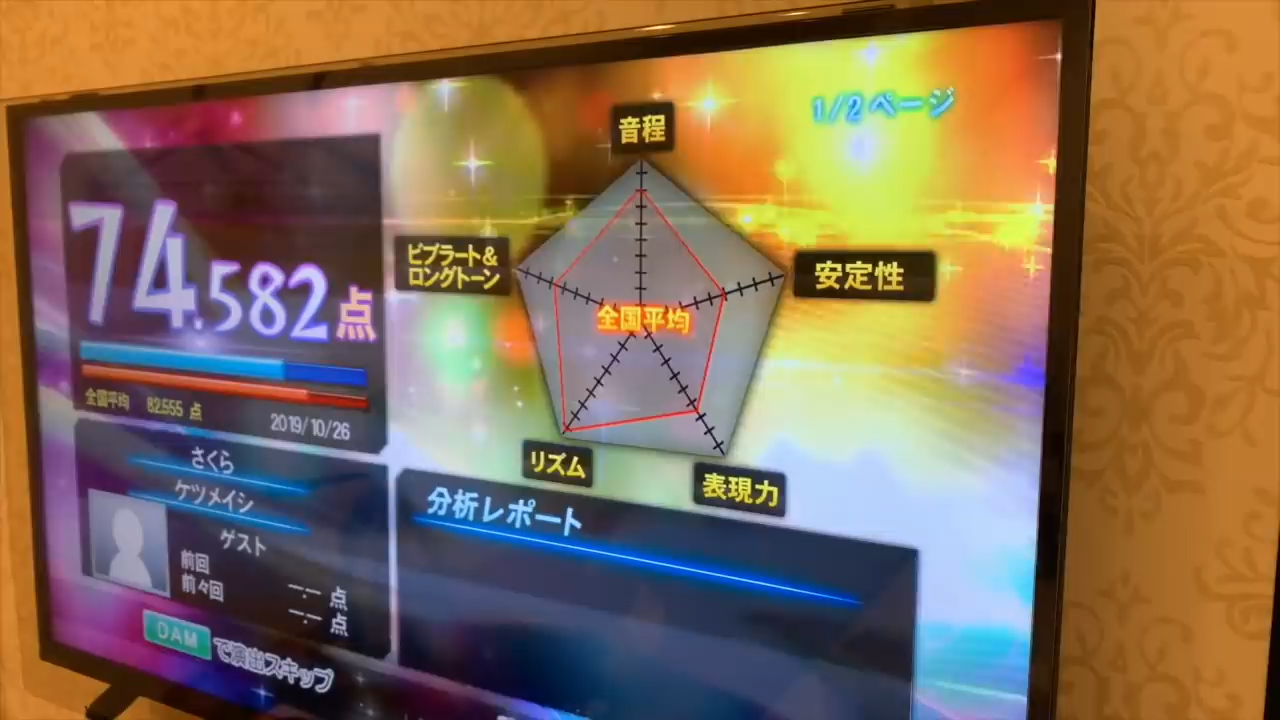 1/2ページ
音程
74.582点
ビブラート&
ロングトーン
安定性
全国平均
全国平均 82.555 点
2019/10/26
リズム
表現力
さくら
ケツメイシ
ゲスト
前回 --.-- 点
前々回 --.-- 点
分析レポート
DAMで演出スキップ